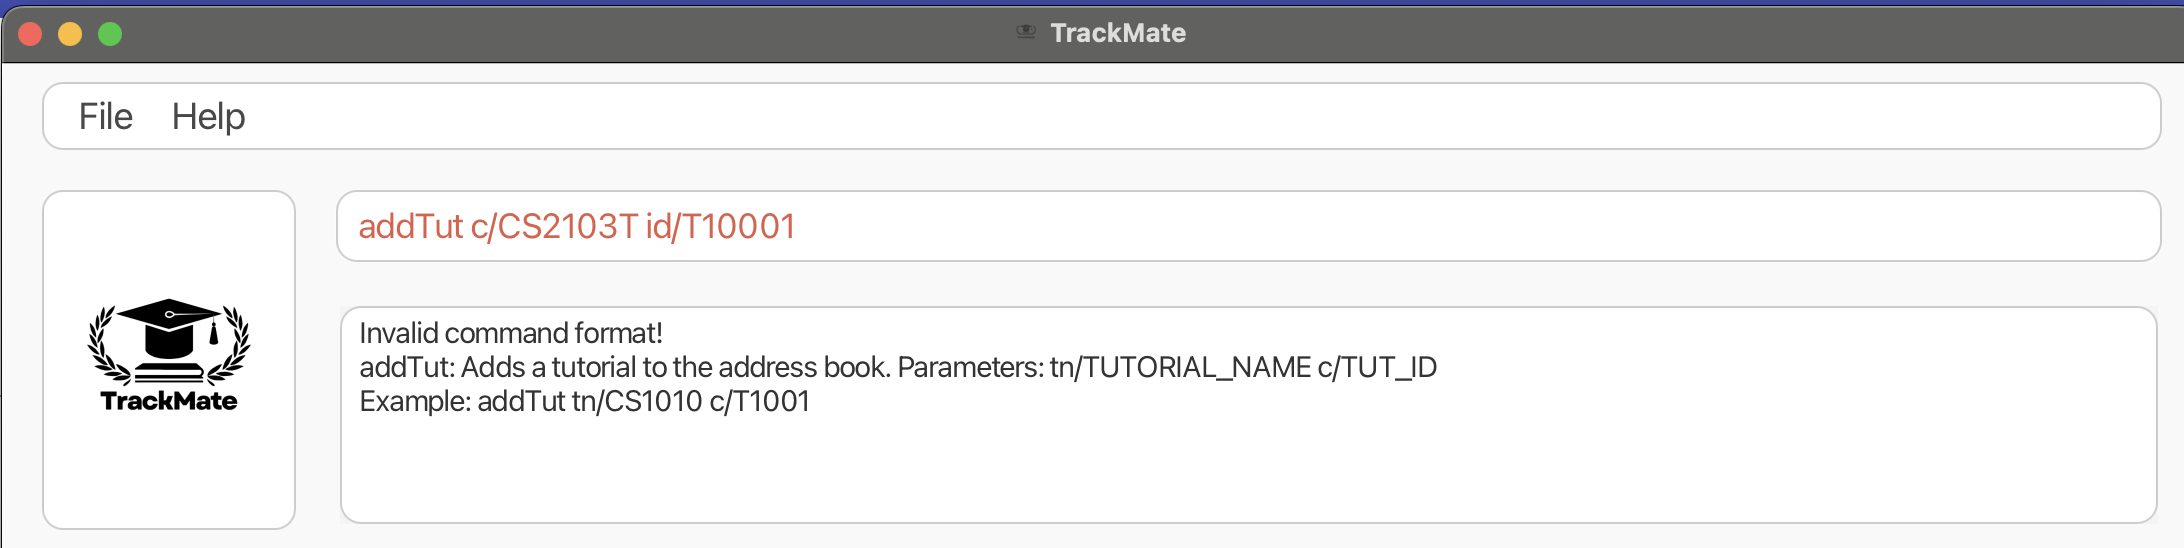 TrackMate
File Help
addTut c/CS2103T id/T10001
TrackMate
Invalid command format!
addTut: Adds a tutorial to the address book. Parameters: tn/TUTORIAL_NAME c/TUT_ID
Example: addTut tn/CS1010 c/T1001